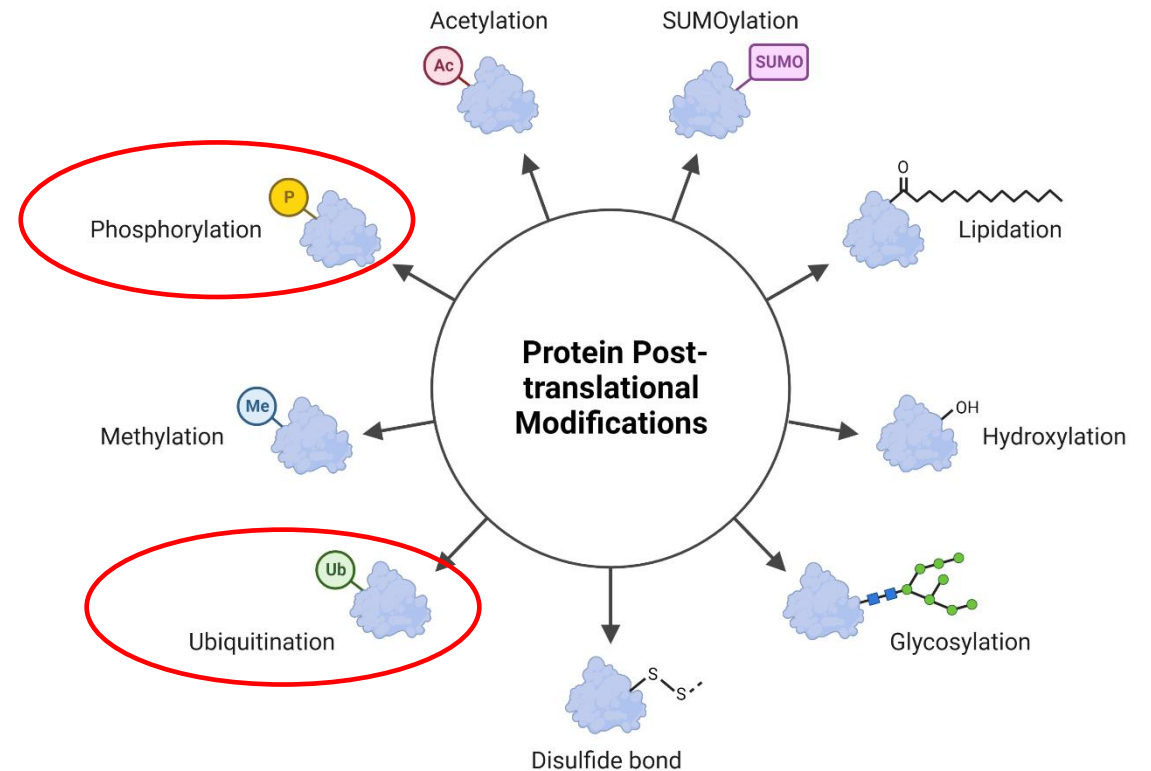 Acetylation
SUMOylation
Ac
SUMO
P
Phosphorylation
O
Lipidation
Protein Post-
translational
Modifications
Me
Methylation
OH
Hydroxylation
Ub
Ubiquitination
Glycosylation
S
S
Disulfide bond